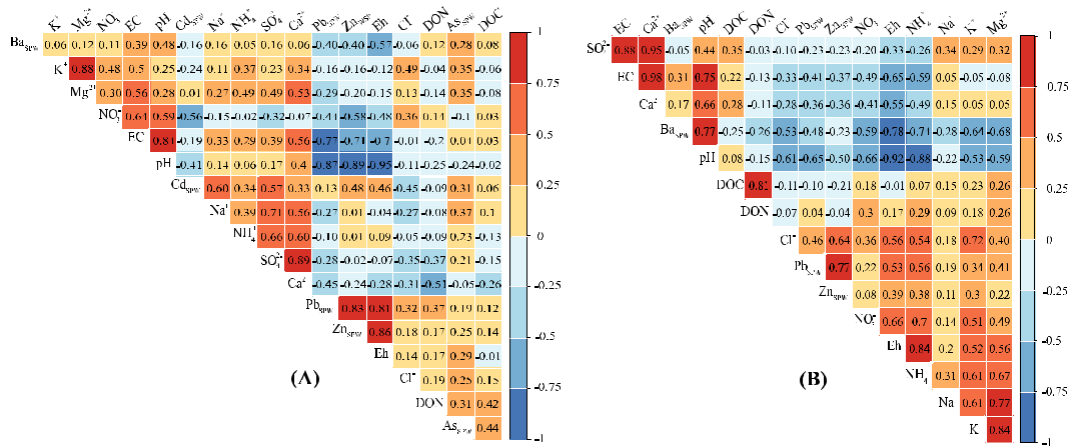 K⁺ Mg²⁺ NO₃⁻ EC pH Cd_SPW Na⁺ NH₄⁺ SO₄²⁻ Ca²⁺ Pb_SPW Zn_SPW Eh Cl⁻ DON As_SPW DOC
Ba_SPW 0.06 0.12 0.11 0.39 0.48 -0.16 0.16 0.05 0.16 0.06 -0.40 -0.40 -0.57 -0.06 0.12 0.28 0.08
K⁺ 0.88 0.48 0.5 0.25 -0.24 0.11 0.37 0.23 0.34 -0.16 -0.16 -0.12 0.49 -0.04 0.35 -0.06
Mg²⁺ 0.30 0.56 0.28 0.01 0.27 0.49 0.49 0.53 -0.29 -0.20 -0.15 0.13 -0.14 0.35 -0.08
NO₃⁻ 0.64 0.59 -0.56 -0.15 -0.02 -0.32 -0.07 -0.41 -0.58 -0.48 0.36 0.14 -0.1 0.03
EC 0.81 -0.19 0.33 0.29 0.39 0.56 -0.77 -0.71 -0.7 -0.01 -0.2 0.01 0.03
pH -0.41 0.14 0.06 0.17 0.4 -0.87 -0.89 -0.95 -0.11 -0.25 -0.24 -0.02
Cd_SPW 0.60 0.34 0.57 0.33 0.13 0.48 0.46 -0.45 -0.09 0.31 0.06
Na⁺ 0.39 0.71 0.56 -0.27 0.01 -0.04 -0.27 -0.08 0.37 0.1
NH₄⁺ 0.66 0.60 -0.10 0.01 0.09 -0.05 -0.09 0.23 -0.13
SO₄²⁻ 0.89 -0.28 -0.02 -0.07 -0.35 -0.37 0.21 -0.15
Ca²⁺ -0.45 -0.24 -0.28 -0.31 -0.51 -0.05 -0.26
Pb_SPW 0.83 0.81 0.32 0.37 0.19 0.12
Zn_SPW 0.86 0.18 0.17 0.25 0.14
Eh 0.14 0.17 0.29 -0.01
Cl⁻ 0.19 0.25 0.15
DON 0.31 0.42
As_SPW 0.44
(A)
1
0.75
0.5
0.25
0
-0.25
-0.5
-0.75
-1
EC Ca²⁺ Ba_SPW pH DOC DON Cl⁻ Pb_SPW Zn_SPW NO₃⁻ Eh NH₄⁺ Na⁺ K⁺ Mg²⁺
SO₄²⁻ 0.88 0.95 -0.05 0.44 0.35 -0.03 -0.10 -0.23 -0.23 -0.20 -0.33 -0.26 0.34 0.29 0.32
EC 0.98 0.31 0.75 0.22 -0.13 -0.33 -0.41 -0.37 -0.49 -0.65 -0.59 0.05 -0.05 -0.08
Ca²⁺ 0.17 0.66 0.28 -0.11 -0.28 -0.36 -0.36 -0.41 -0.55 -0.49 0.15 0.05 0.05
Ba_SPW 0.77 -0.25 -0.26 -0.53 -0.48 -0.23 -0.59 -0.78 -0.71 -0.28 -0.64 -0.68
pH 0.08 -0.15 -0.61 -0.65 -0.50 -0.66 -0.92 -0.88 -0.22 -0.53 -0.59
DOC 0.81 -0.11 -0.10 -0.21 0.18 -0.01 0.07 0.15 0.23 0.26
DON -0.07 0.04 -0.04 0.3 0.17 0.29 0.09 0.18 0.26
Cl⁻ 0.46 0.64 0.36 0.56 0.54 0.32 0.72 0.40
Pb_SPW 0.77 0.22 0.53 0.56 0.19 0.34 0.41
Zn_SPW 0.08 0.39 0.38 0.11 0.3 0.22
NO₃⁻ 0.66 0.7 0.14 0.51 0.49
Eh 0.84 0.2 0.52 0.56
NH₄ 0.31 0.61 0.67
Na 0.61 0.77
K 0.84
(B)
1
0.75
0.5
0.25
0
-0.25
-0.5
-0.75
-1